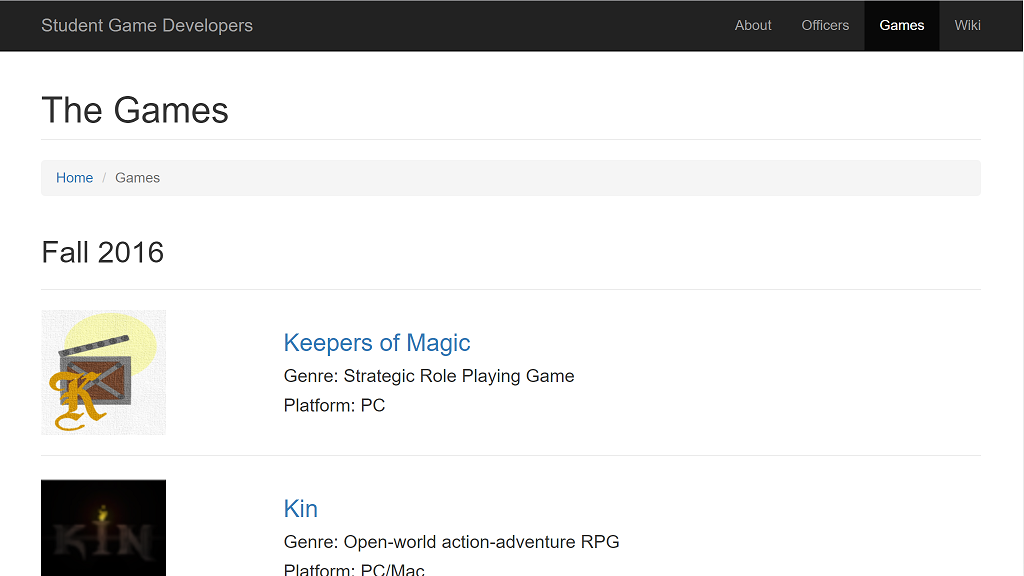 Student Game Developers
About Officers Games Wiki
The Games
Home / Games
Fall 2016
K
Keepers of Magic
Genre: Strategic Role Playing Game
Platform: PC
KIN
Kin
Genre: Open-world action-adventure RPG
Platform: PC/Mac